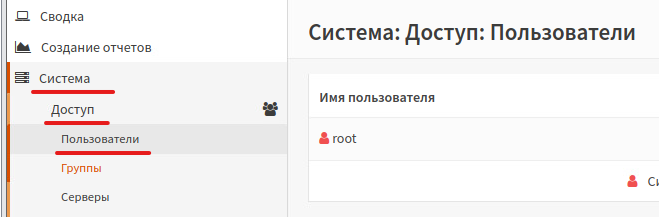 Сводка
Создание отчетов
Система
Доступ
Пользователи
Группы
Серверы
Система: Доступ: Пользователи
Имя пользователя
root